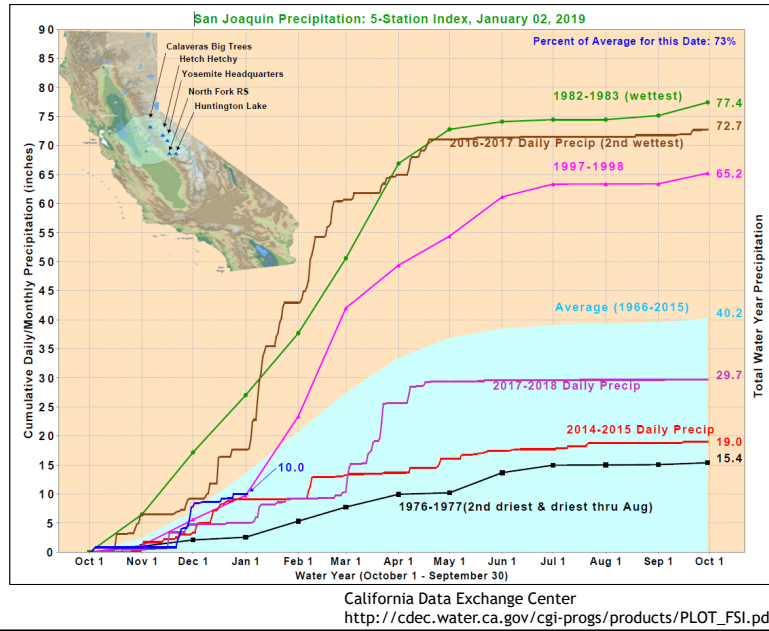 San Joaquin Precipitation: 5-Station Index, January 02, 2019
Percent of Average for this Date: 73%
Calaveras Big Trees
Hetch Hetchy
Yosemite Headquarters
North Fork RS
Huntington Lake
Cumulative Daily/Monthly Precipitation (inches)
90
85
80
75
70
65
60
55
50
45
40
35
30
25
20
15
10
5
0
1982-1983 (wettest)
77.4
72.7
2016-2017 Daily Precip (2nd wettest)
1997-1998
65.2
Average (1966-2015)
40.2
29.7
2017-2018 Daily Precip
2014-2015 Daily Precip
19.0
15.4
10.0
1976-1977(2nd driest & driest thru Aug)
Total Water Year Precipitation
Oct 1 Nov 1 Dec 1 Jan 1 Feb 1 Mar 1 Apr 1 May 1 Jun 1 Jul 1 Aug 1 Sep 1 Oct 1
Water Year (October 1 - September 30)
California Data Exchange Center
http://cdec.water.ca.gov/cgi-progs/products/PLOT_FSI.pd